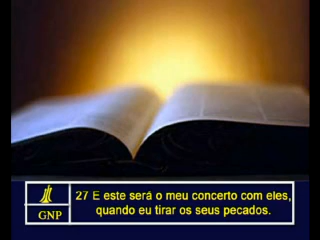 27 E este será o meu concerto com eles,
quando eu tirar os seus pecados.
GNP